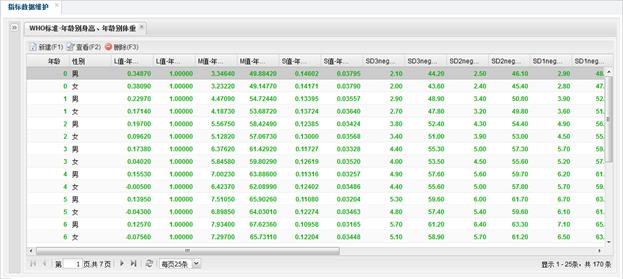 指标数据维护
WHO标准-年龄别身高、年龄别体重
新建(F1) 查看(F2) 删除(F3)
年龄 性别 L值-年... L值-年... M值-年... M值-年... S值-年... S值-年... SD3neg... SD3neg... SD2neg... SD2neg... SD1neg... SD1neg
0 男 0.34870 1.00000 3.34640 49.88420 0.14602 0.03795 2.10 44.20 2.50 46.10 2.90 48.
0 女 0.38090 1.00000 3.23220 49.14770 0.14171 0.03790 2.00 43.60 2.40 45.40 2.80 47.
1 男 0.22970 1.00000 4.47090 54.72440 0.13395 0.03557 2.90 48.90 3.40 50.80 3.90 52.
1 女 0.17140 1.00000 4.18730 53.68720 0.13724 0.03640 2.70 47.80 3.20 49.80 3.60 51.
2 男 0.19700 1.00000 5.56750 58.42490 0.12385 0.03424 3.80 52.40 4.30 54.40 4.90 56.
2 女 0.09620 1.00000 5.12820 57.06730 0.13000 0.03568 3.40 51.00 3.90 53.00 4.50 55.
3 男 0.17380 1.00000 6.37620 61.42920 0.11727 0.03328 4.40 55.30 5.00 57.30 5.70 59.
3 女 0.04020 1.00000 5.84580 59.80290 0.12619 0.03520 4.00 53.50 4.50 55.60 5.20 57.
4 男 0.15530 1.00000 7.00230 63.88600 0.11316 0.03257 4.90 57.60 5.60 59.70 6.20 61.
4 女 -0.00500 1.00000 6.42370 62.08990 0.12402 0.03486 4.40 55.60 5.00 57.80 5.70 59.
5 男 0.13950 1.00000 7.51050 65.90260 0.11080 0.03204 5.30 59.60 6.00 61.70 6.70 63.
5 女 -0.04300 1.00000 6.89850 64.03010 0.12274 0.03463 4.80 57.40 5.40 59.60 6.10 61.
6 男 0.12570 1.00000 7.93400 67.62360 0.10958 0.03165 5.70 61.20 6.40 63.30 7.10 65.
6 女 -0.07560 1.00000 7.29700 65.73110 0.12204 0.03448 5.10 58.90 5.70 61.20 6.50 63.
第 1 页,共 7 页 每页25条 显示 1 - 25条，共 170 条